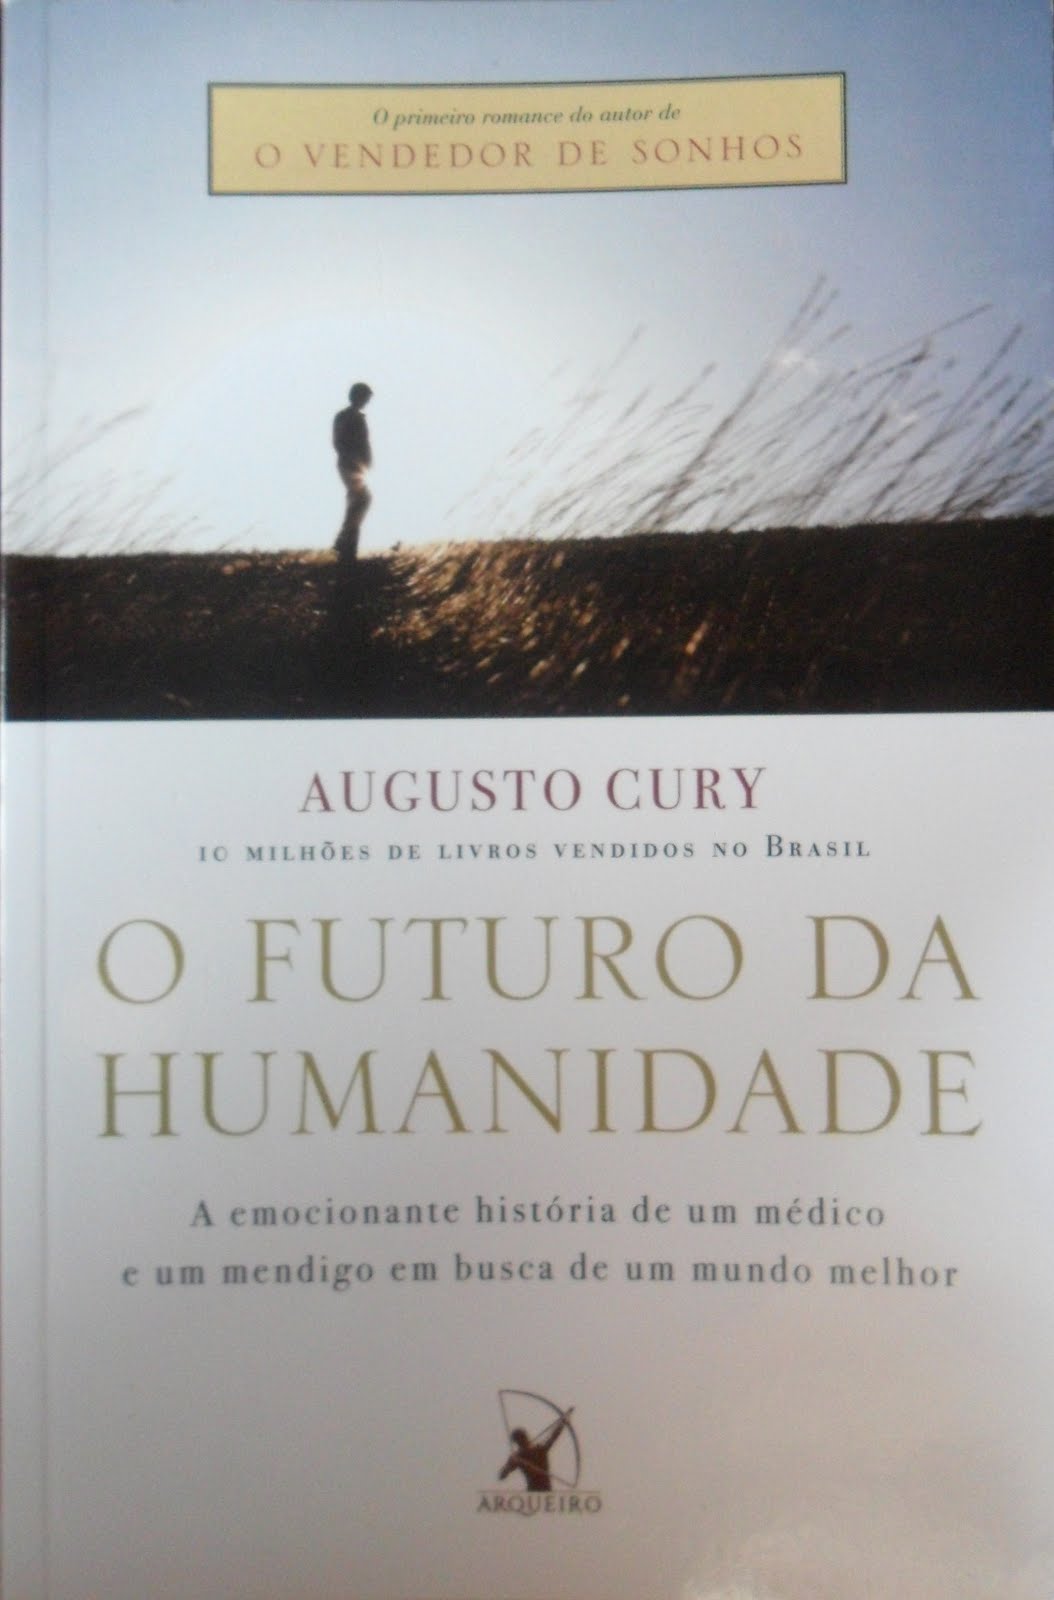 O primeiro romance do autor de
O VENDEDOR DE SONHOS
AUGUSTO CURY
10 MILHÕES DE LIVROS VENDIDOS NO BRASIL
O FUTURO DA
HUMANIDADE
A emocionante história de um médico
e um mendigo em busca de um mundo melhor
ARQUEIRO